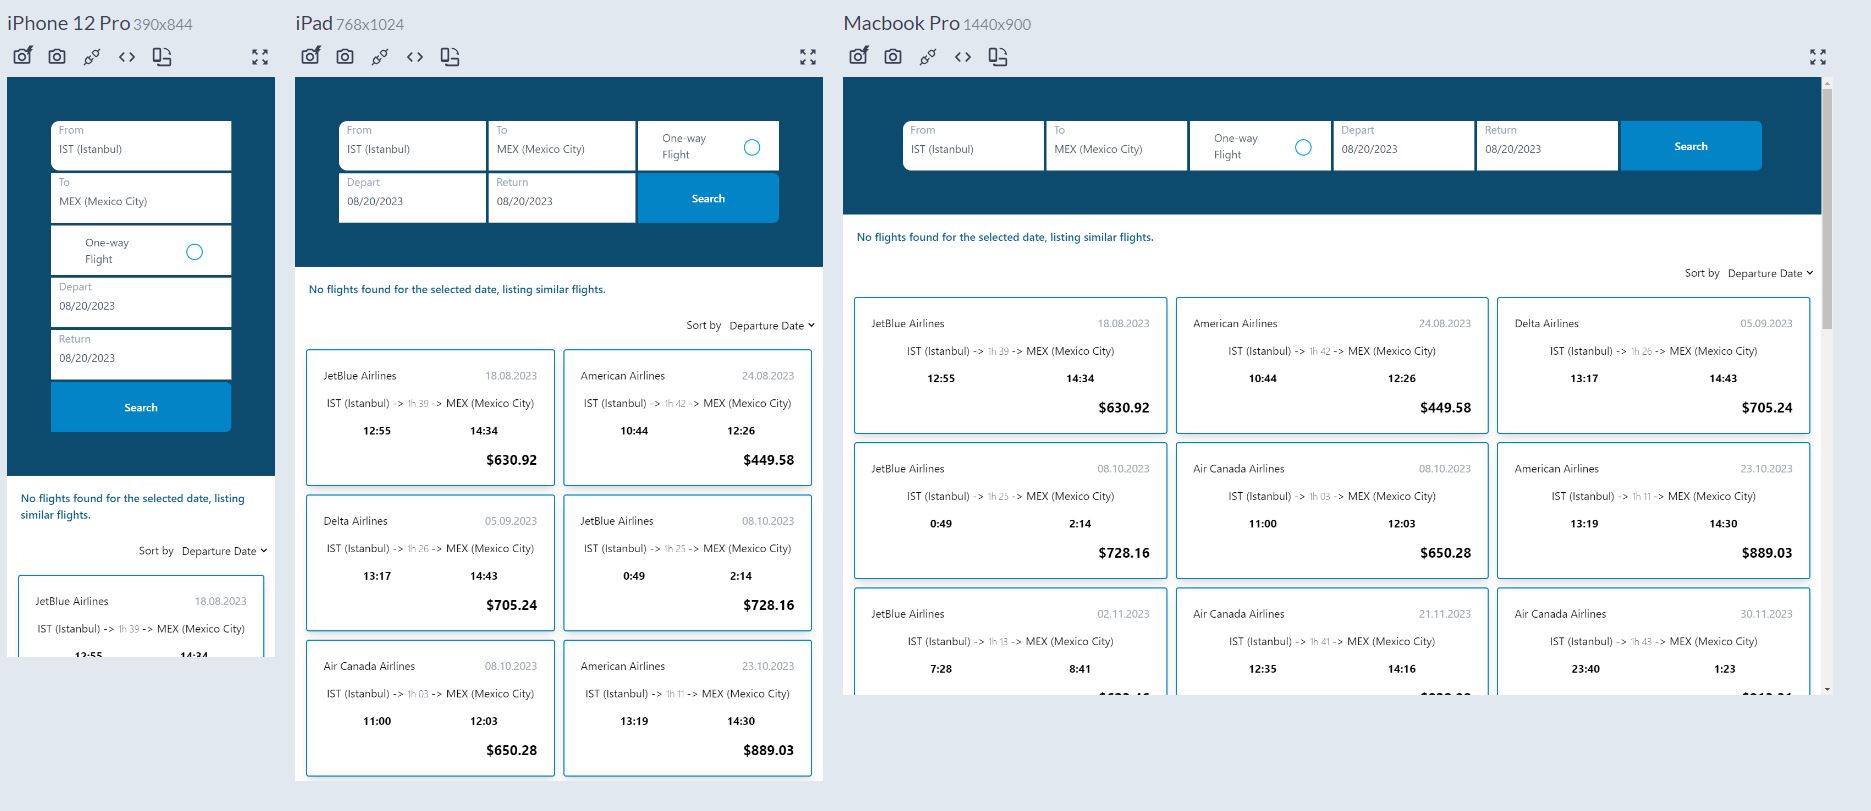 iPhone 12 Pro 390x844
From
IST (Istanbul)
To
MEX (Mexico City)
One-way
Flight
Depart
08/20/2023
Return
08/20/2023
Search
No flights found for the selected date, listing
similar flights.
Sort by Departure Date
JetBlue Airlines 18.08.2023
IST (Istanbul) -> 1h 39 -> MEX (Mexico City)
12:55 14:34
iPad 768x1024
From To One-way
IST (Istanbul) MEX (Mexico City) Flight
Depart Return
08/20/2023 08/20/2023 Search
No flights found for the selected date, listing similar flights.
Sort by Departure Date
JetBlue Airlines 18.08.2023
IST (Istanbul) -> 1h 39 -> MEX (Mexico City)
12:55 14:34
$630.92
American Airlines 24.08.2023
IST (Istanbul) -> 1h 42 -> MEX (Mexico City)
10:44 12:26
$449.58
Delta Airlines 05.09.2023
IST (Istanbul) -> 1h 26 -> MEX (Mexico City)
13:17 14:43
$705.24
JetBlue Airlines 08.10.2023
IST (Istanbul) -> 1h 25 -> MEX (Mexico City)
0:49 2:14
$728.16
Air Canada Airlines 08.10.2023
IST (Istanbul) -> 1h 03 -> MEX (Mexico City)
11:00 12:03
$650.28
American Airlines 23.10.2023
IST (Istanbul) -> 1h 11 -> MEX (Mexico City)
13:19 14:30
$889.03
Macbook Pro 1440x900
From To One-way Depart Return
IST (Istanbul) MEX (Mexico City) Flight 08/20/2023 08/20/2023 Search
No flights found for the selected date, listing similar flights.
Sort by Departure Date
JetBlue Airlines 18.08.2023
IST (Istanbul) -> 1h 39 -> MEX (Mexico City)
12:55 14:34
$630.92
American Airlines 24.08.2023
IST (Istanbul) -> 1h 42 -> MEX (Mexico City)
10:44 12:26
$449.58
Delta Airlines 05.09.2023
IST (Istanbul) -> 1h 26 -> MEX (Mexico City)
13:17 14:43
$705.24
JetBlue Airlines 08.10.2023
IST (Istanbul) -> 1h 25 -> MEX (Mexico City)
0:49 2:14
$728.16
Air Canada Airlines 08.10.2023
IST (Istanbul) -> 1h 03 -> MEX (Mexico City)
11:00 12:03
$650.28
American Airlines 23.10.2023
IST (Istanbul) -> 1h 11 -> MEX (Mexico City)
13:19 14:30
$889.03
JetBlue Airlines 02.11.2023
IST (Istanbul) -> 1h 13 -> MEX (Mexico City)
7:28 8:41
Air Canada Airlines 21.11.2023
IST (Istanbul) -> 1h 41 -> MEX (Mexico City)
12:35 14:16
Air Canada Airlines 30.11.2023
IST (Istanbul) -> 1h 43 -> MEX (Mexico City)
23:40 1:23